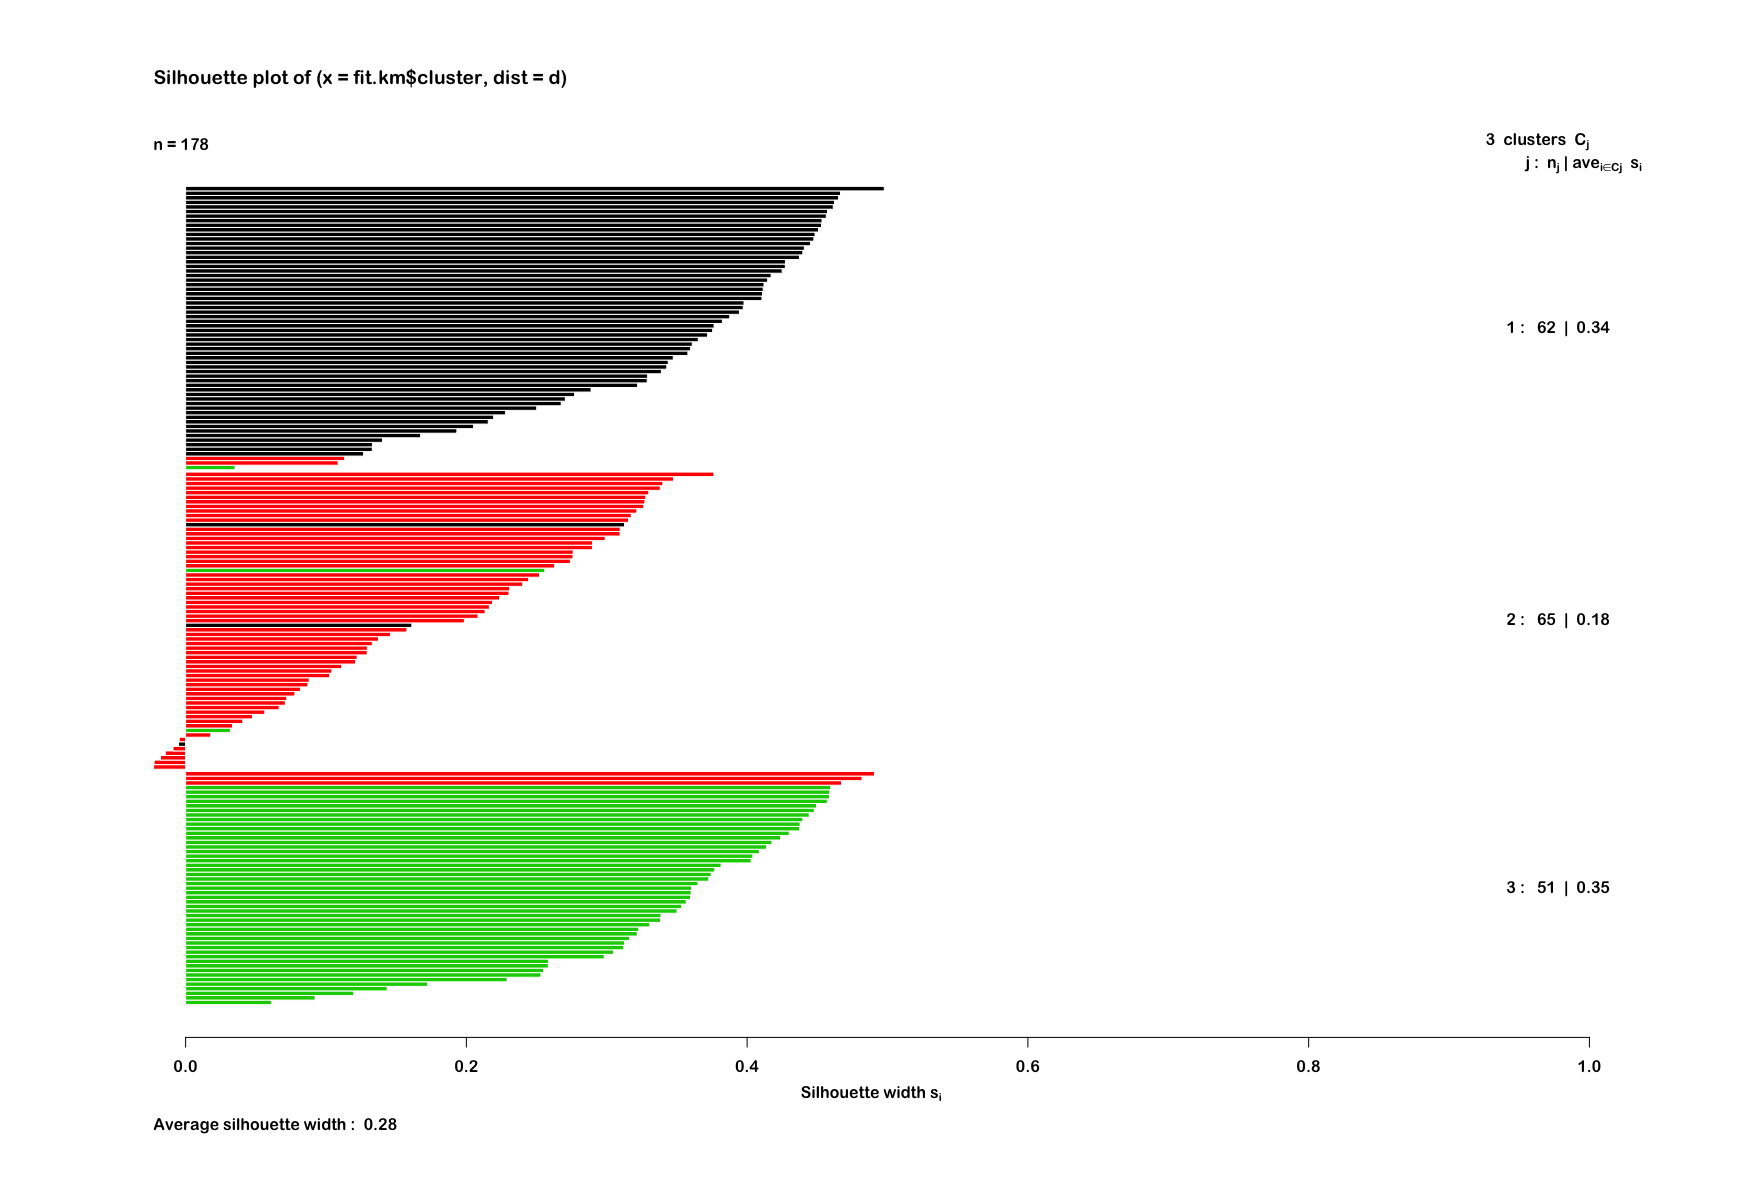 Silhouette plot of (x = fit.km$cluster, dist = d)
n = 178
3 clusters Cj
j : nj | avei∈Cj si
1 : 62 | 0.34
2 : 65 | 0.18
3 : 51 | 0.35
0.0 0.2 0.4 0.6 0.8 1.0
Silhouette width si
Average silhouette width : 0.28